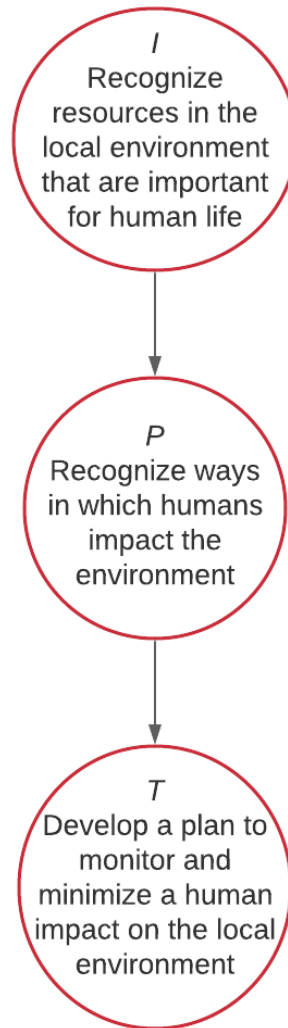 I
Recognize
resources in the
local environment
that are important
for human life
P
Recognize ways
in which humans
impact the
environment
T
Develop a plan to
monitor and
minimize a human
impact on the local
environment